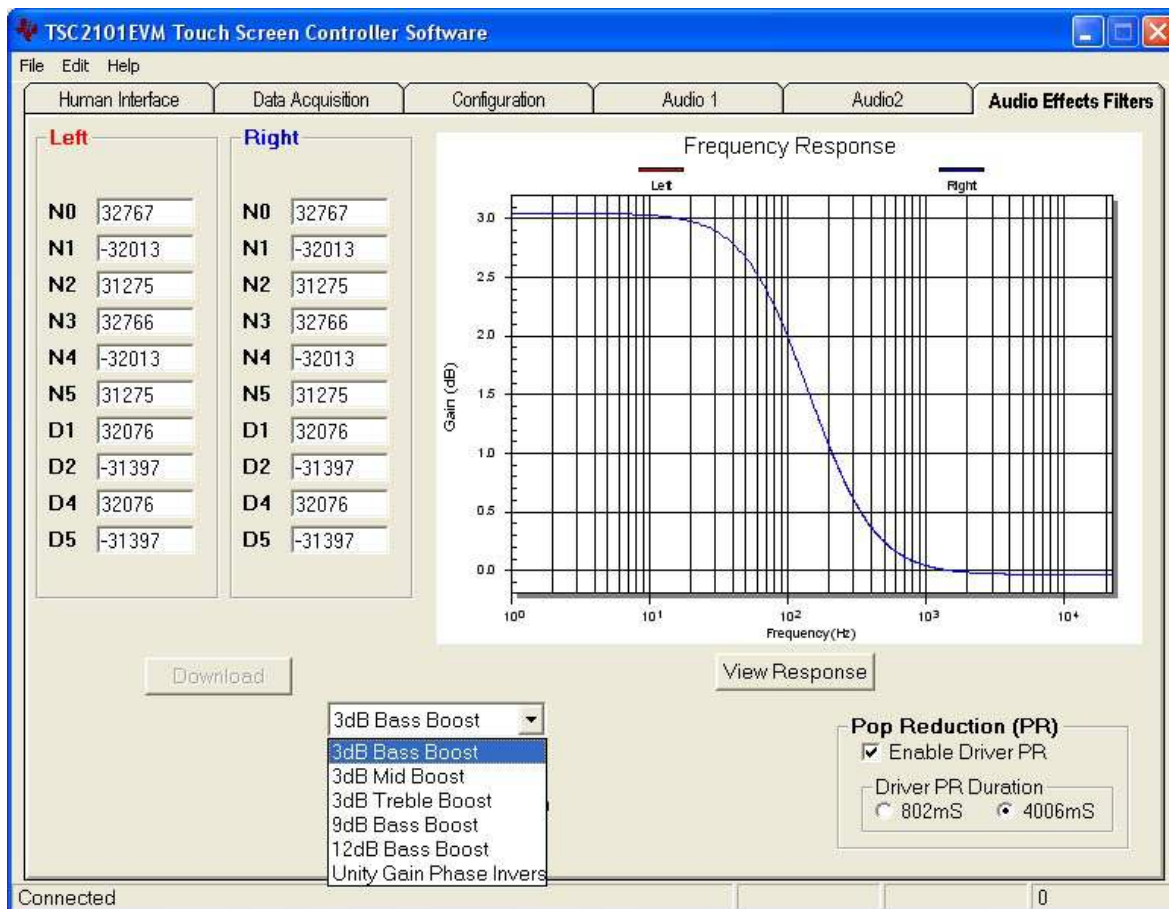 TSC2101EVM Touch Screen Controller Software
File Edit Help
Human Interface Data Acquisition Configuration Audio 1 Audio2 Audio Effects Filters
Left
N0 32767
N1 -32013
N2 31275
N3 32766
N4 -32013
N5 31275
D1 32076
D2 -31397
D4 32076
D5 -31397
Right
N0 32767
N1 -32013
N2 31275
N3 32766
N4 -32013
N5 31275
D1 32076
D2 -31397
D4 32076
D5 -31397
Frequency Response
Left Right
Gain (dB)
3.0
2.5
2.0
1.5
1.0
0.5
0.0
10⁰ 10¹ 10² 10³ 10⁴
Frequency(Hz)
Download
View Response
3dB Bass Boost
3dB Bass Boost
3dB Mid Boost
3dB Treble Boost
9dB Bass Boost
12dB Bass Boost
Unity Gain Phase Invers
Pop Reduction (PR)
Enable Driver PR
Driver PR Duration
802mS 4006mS
Connected 0